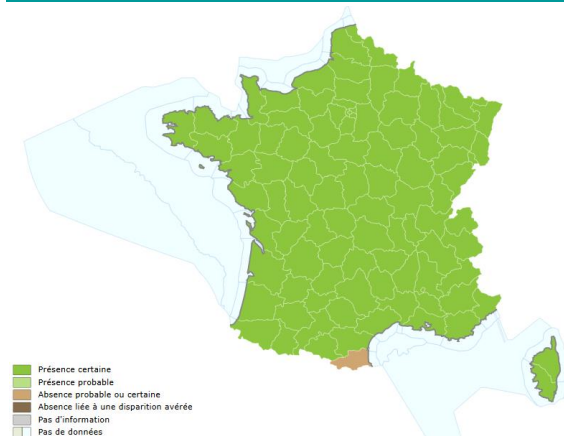 Présence certaine
Présence probable
Absence probable ou certaine
Absence liée à une disparition avérée
Pas d'information
Pas de données